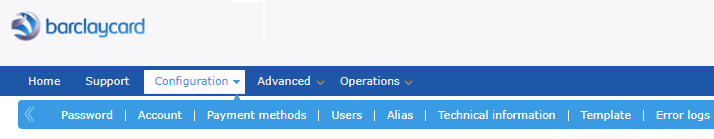 barclaycard
Home Support Configuration Advanced Operations
Password | Account | Payment methods | Users | Alias | Technical information | Template | Error logs